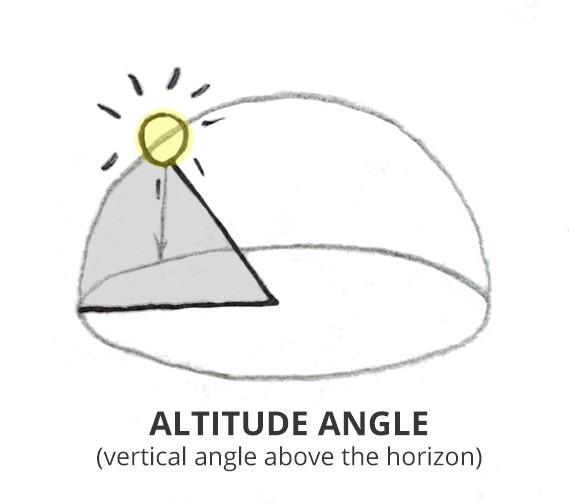 ALTITUDE ANGLE
(vertical angle above the horizon)